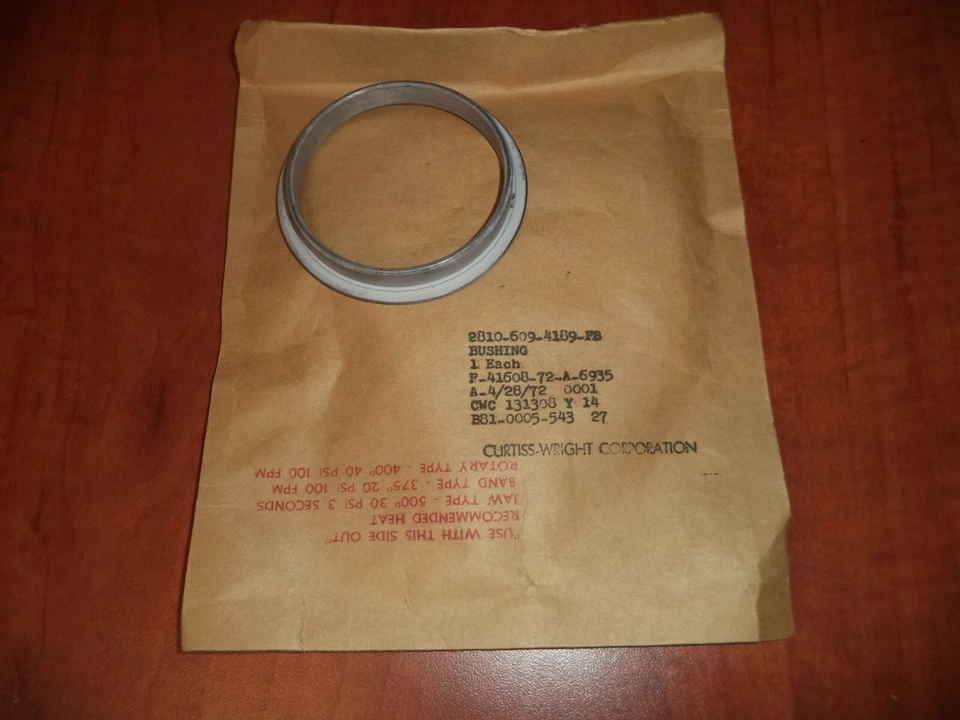 2810-609-4189-FB
BUSHING
1 Each
F-41608-72-A-6935
A-4/28/72 0001
CWC 131308 Y 14
B81-0005-543 27
CURTISS-WRIGHT CORPORATION
"USE WITH THIS SIDE OUT"
RECOMMENDED HEAT
JAW TYPE - 500° 30 PSI 3 SECONDS
BAND TYPE - 375° 20 PSI 100 FPM
ROTARY TYPE - 400° 40 PSI 100 FPM